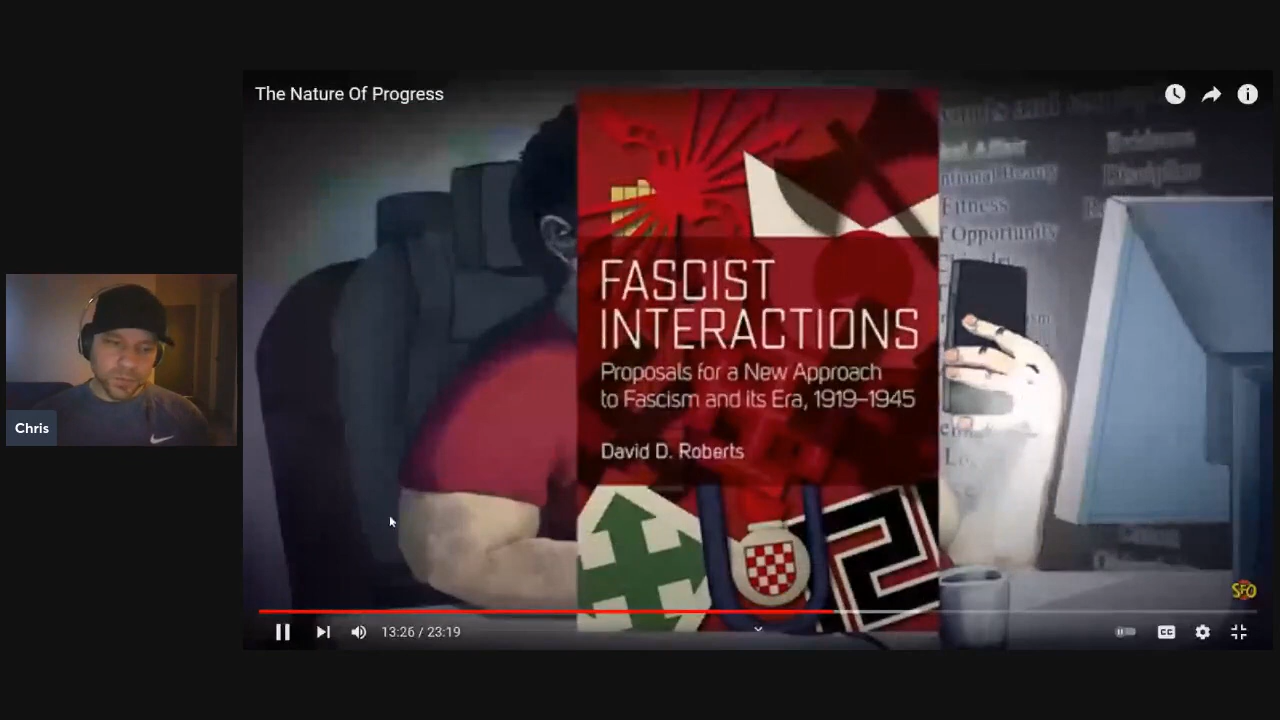 The Nature Of Progress
Fitness
Opportunity
FASCIST
INTERACTIONS
Proposals for a New Approach
to Fascism and its Era, 1919–1945
David D. Roberts
Chris
SFO
13:26 / 23:19
CC